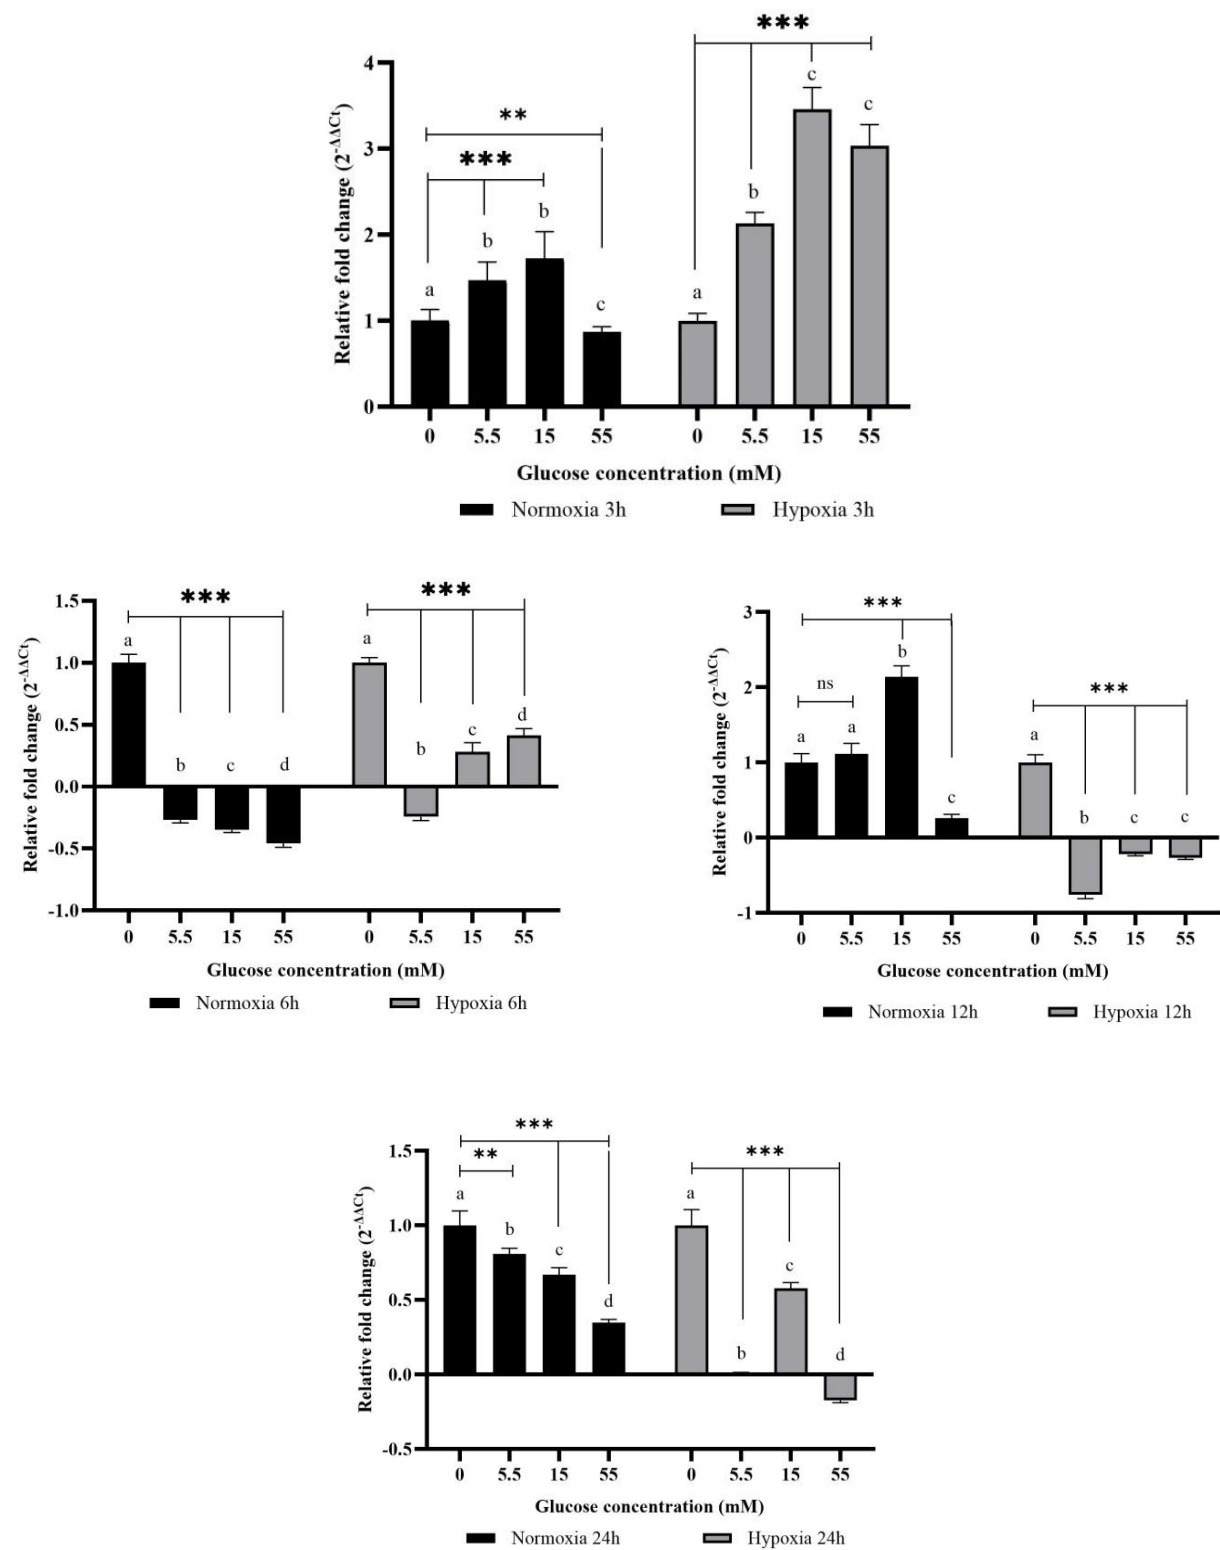 ***
4
c
**
c
3
***
b
b
2
b
a
c
a
1
0
0 5.5 15 55 0 5.5 15 55
Relative fold change (2-ΔΔCt)
Glucose concentration (mM)
Normoxia 3h Hypoxia 3h
***
***
1.5
a
a
1.0
0.5
d
c
b
b c d
0.0
-0.5
-1.0
0 5.5 15 55 0 5.5 15 55
Relative fold change (2-ΔΔCt)
Glucose concentration (mM)
Normoxia 6h Hypoxia 6h
***
3
b
ns
***
2
a a
a
1
c
b c c
0
-1
0 5.5 15 55 0 5.5 15 55
Relative fold change (2-ΔΔCt)
Glucose concentration (mM)
Normoxia 12h Hypoxia 12h
***
1.5
**
***
a
a
b
1.0
c
c
d
0.5
b
d
0.0
-0.5
0 5.5 15 55 0 5.5 15 55
Relative fold change (2-ΔΔCt)
Glucose concentration (mM)
Normoxia 24h Hypoxia 24h